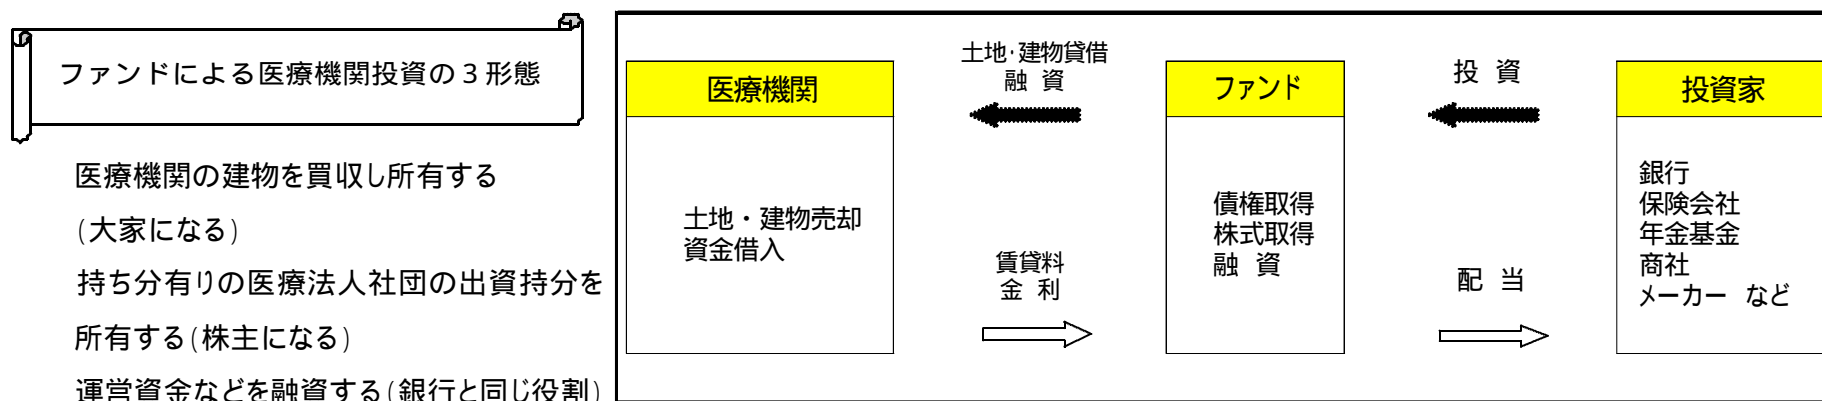 ファンドによる医療機関投資の3形態
医療機関の建物を買収し所有する
(大家になる)
持ち分有りの医療法人社団の出資持分を
所有する(株主になる)
運営資金などを融資する(銀行と同じ役割)
医療機関
土地・建物売却
資金借入
土地・建物貸借
融 資
賃貸料
金 利
ファンド
債権取得
株式取得
融 資
投 資
配 当
投資家
銀行
保険会社
年金基金
商社
メーカー など